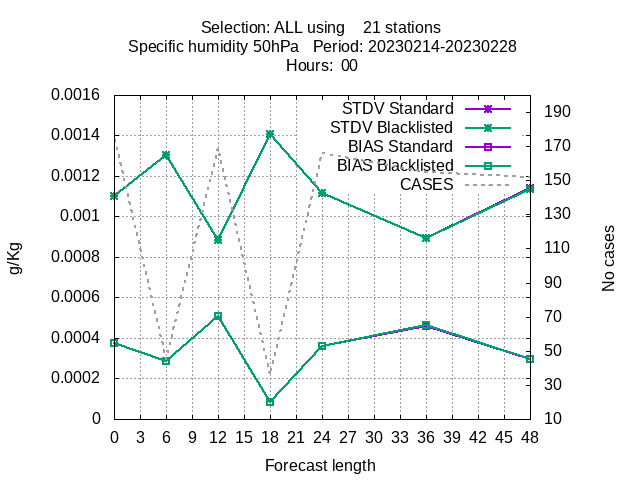 Selection: ALL using    21 stations
Specific humidity 50hPa   Period: 20230214-20230228
Hours:  00
STDV Standard
STDV Blacklisted
BIAS Standard
BIAS Blacklisted
CASES
0.0016
0.0014
0.0012
0.001
0.0008
0.0006
0.0004
0.0002
0
g/Kg
190
170
150
130
110
90
70
50
30
10
No cases
0 3 6 9 12 15 18 21 24 27 30 33 36 39 42 45 48
Forecast length